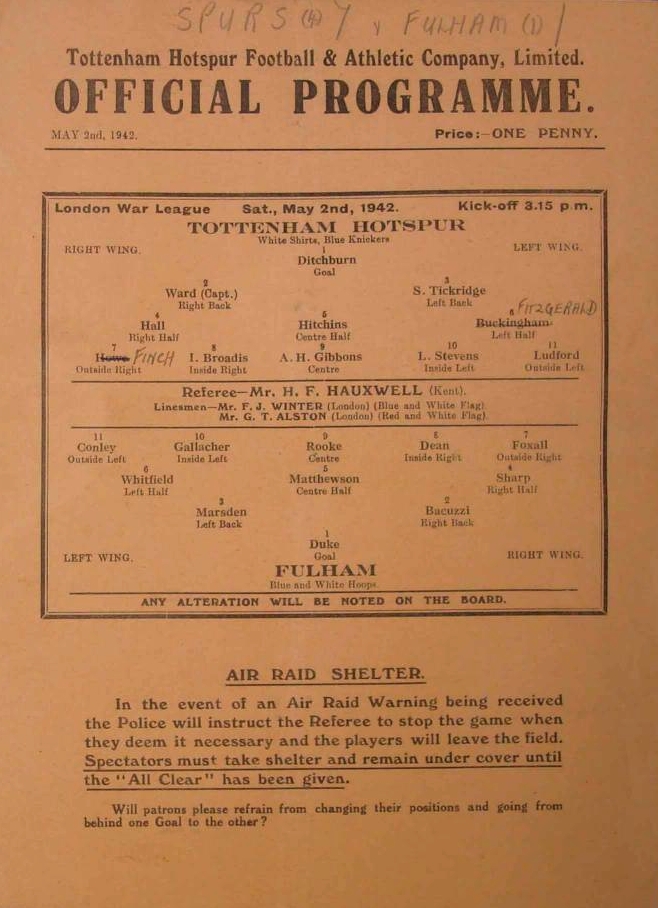 SPURS (4) 7 v FULHAM (1) 1
Tottenham Hotspur Football & Athletic Company, Limited.
OFFICIAL PROGRAMME.
MAY 2nd, 1942. Price:—ONE PENNY.
London War League Sat., May 2nd, 1942. Kick-off 3.15 p.m.
TOTTENHAM HOTSPUR
White Shirts, Blue Knickers
RIGHT WING. 1 LEFT WING.
Ditchburn
Goal
2 3
Ward (Capt.) S. Tickridge
Right Back Left Back
4 5 6 FITZGERALD
Hall Hitchins Buckingham
Right Half Centre Half Left Half
7 8 9 10 11
Howe FINCH I. Broadis A. H. Gibbons L. Stevens Ludford
Outside Right Inside Right Centre Inside Left Outside Left
Referee—Mr. H. F. HAUXWELL (Kent).
Linesmen—Mr. F. J. WINTER (London) (Blue and White Flag)
Mr. G. T. ALSTON (London) (Red and White Flag).
11 10 9 8 7
Conley Gallacher Rooke Dean Foxall
Outside Left Inside Left Centre Inside Right Outside Right
6 5 4
Whitfield Matthewson Sharp
Left Half Centre Half Right Half
3 2
Marsden Bacuzzi
Left Back Right Back
1
Duke
LEFT WING. Goal RIGHT WING.
FULHAM
Blue and White Hoops
ANY ALTERATION WILL BE NOTED ON THE BOARD.
AIR RAID SHELTER.
In the event of an Air Raid Warning being received
the Police will instruct the Referee to stop the game when
they deem it necessary and the players will leave the field.
Spectators must take shelter and remain under cover until
the "All Clear" has been given.
Will patrons please refrain from changing their positions and going from
behind one Goal to the other?